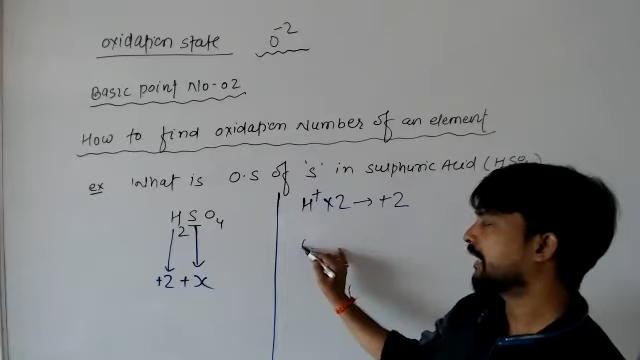 oxidation state O⁻²
Basic point No-02
How to find oxidation Number of an element
ex What is O.S of 's' in sulphuric Acid (HSO
H₂SO₄ H⁺×2→+2
+2 + x